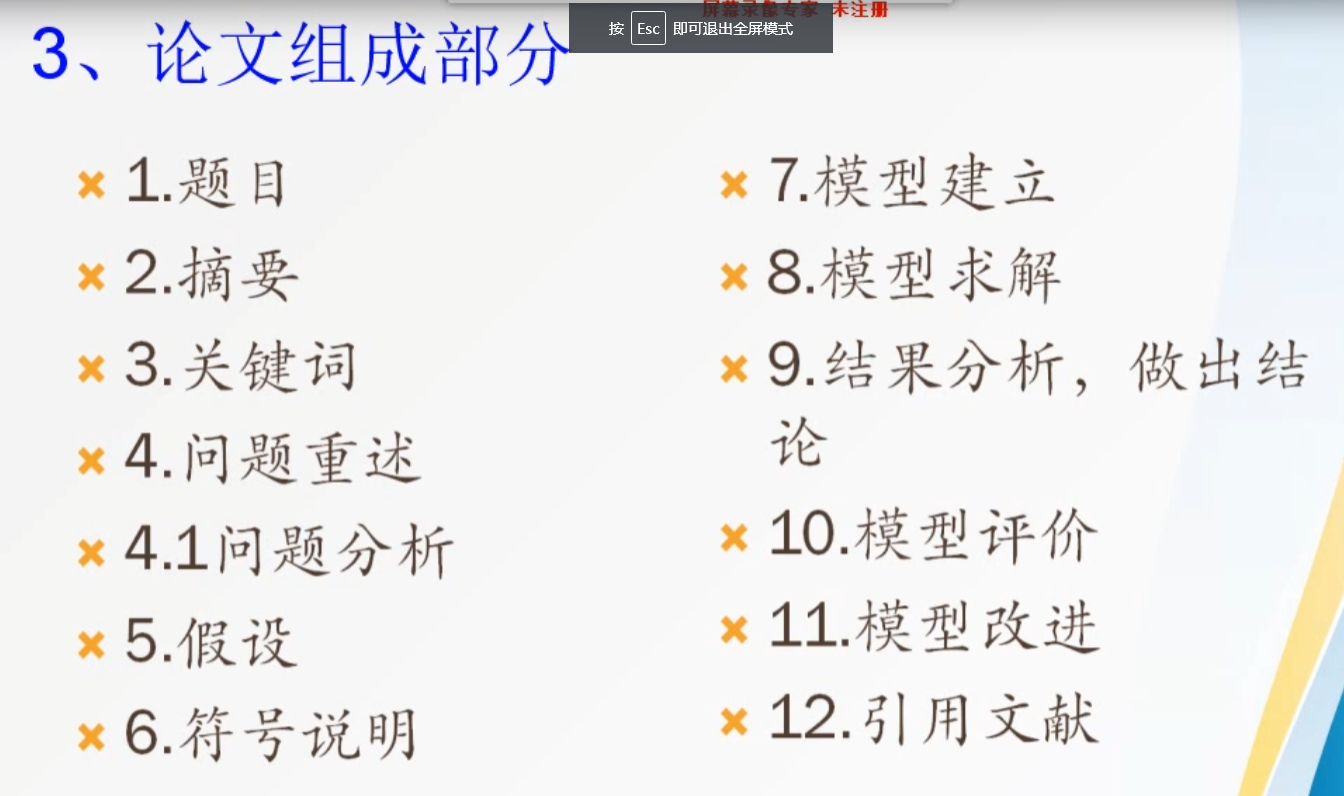 屏幕录像专家 未注册
按 Esc 即可退出全屏模式
3、论文组成部分
1.题目
2.摘要
3.关键词
4.问题重述
4.1问题分析
5.假设
6.符号说明
7.模型建立
8.模型求解
9.结果分析，做出结
论
10.模型评价
11.模型改进
12.引用文献